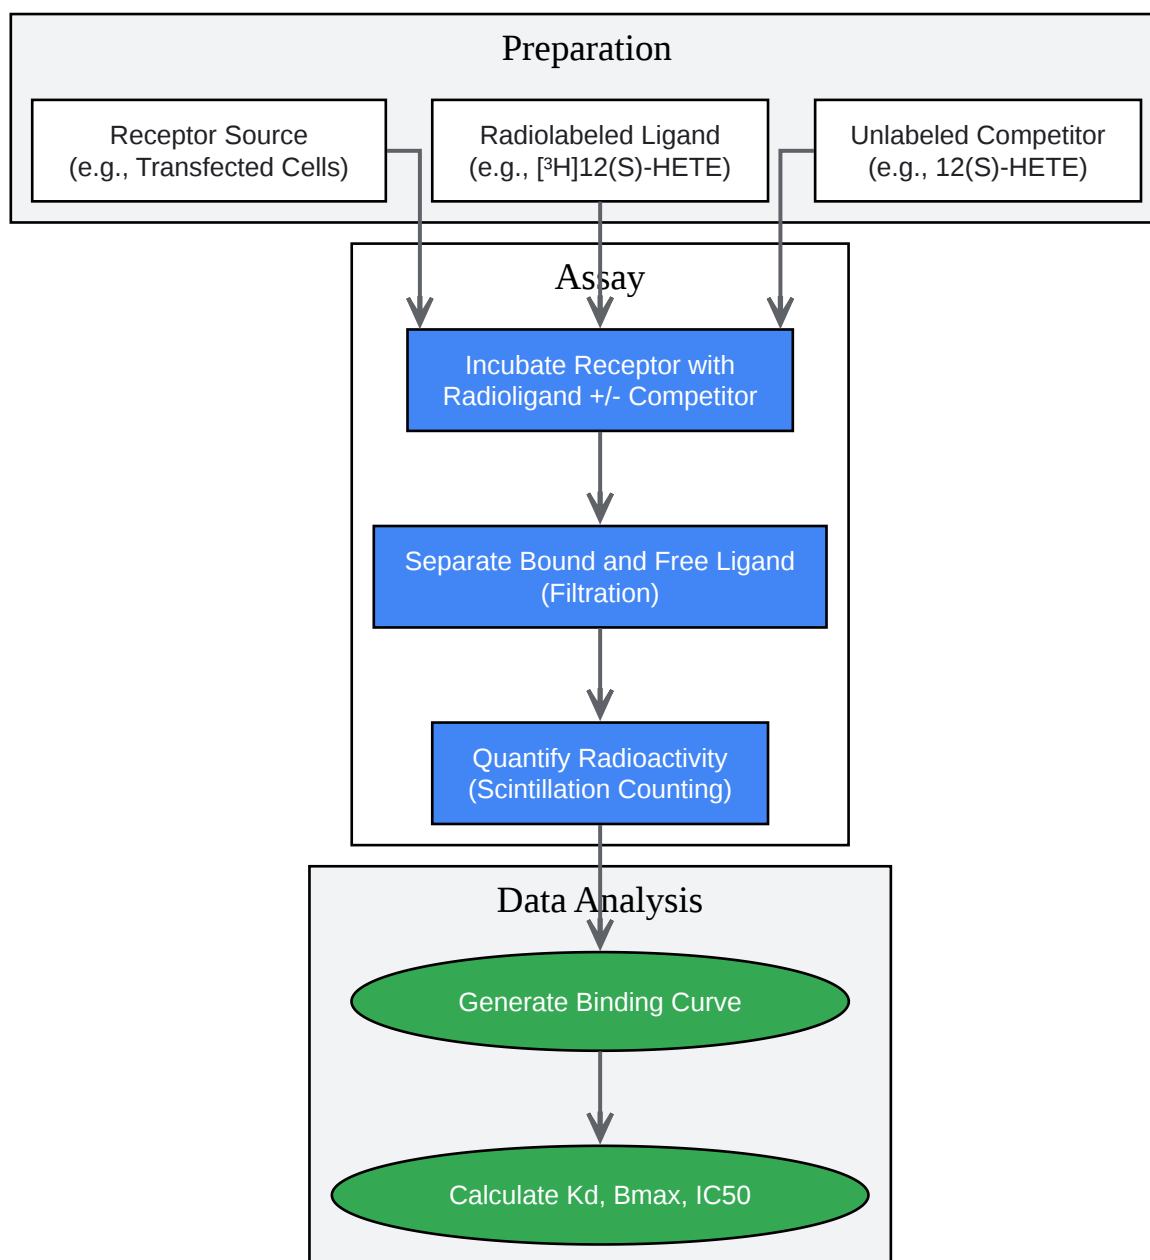 Preparation
Receptor Source
(e.g., Transfected Cells)
Radiolabeled Ligand
(e.g., [³H]12(S)-HETE)
Unlabeled Competitor
(e.g., 12(S)-HETE)
Assay
Incubate Receptor with
Radioligand +/- Competitor
Separate Bound and Free Ligand
(Filtration)
Quantify Radioactivity
(Scintillation Counting)
Data Analysis
Generate Binding Curve
Calculate Kd, Bmax, IC50